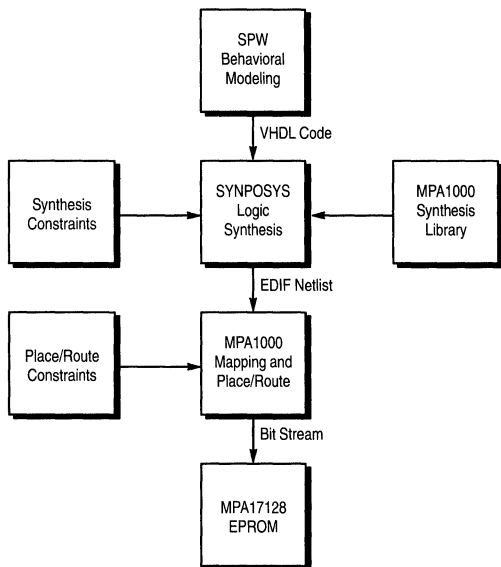 SPW
Behavioral
Modeling
VHDL Code
Synthesis
Constraints
SYNPOSYS
Logic
Synthesis
MPA1000
Synthesis
Library
EDIF Netlist
Place/Route
Constraints
MPA1000
Mapping and
Place/Route
Bit Stream
MPA17128
EPROM